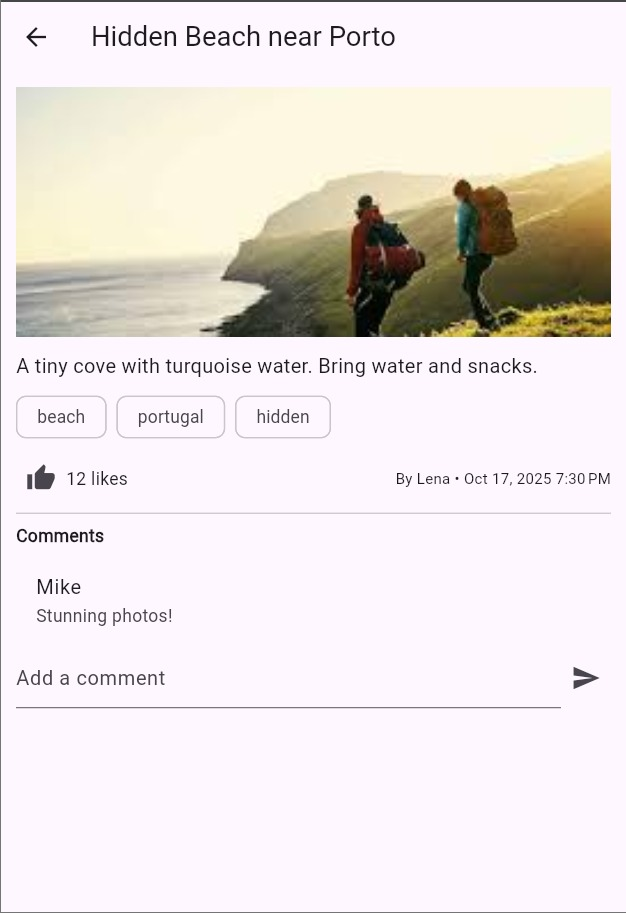 Hidden Beach near Porto
A tiny cove with turquoise water. Bring water and snacks.
beach portugal hidden
12 likes By Lena • Oct 17, 2025 7:30 PM
Comments
Mike
Stunning photos!
Add a comment